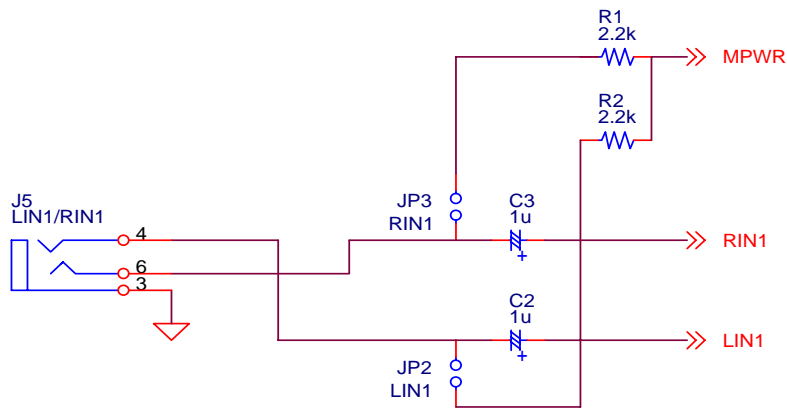 R1
2.2k
MPWR
R2
2.2k
J5
LIN1/RIN1
4
6
3
JP3
RIN1
C3
1u
+
RIN1
C2
1u
+
LIN1
JP2
LIN1